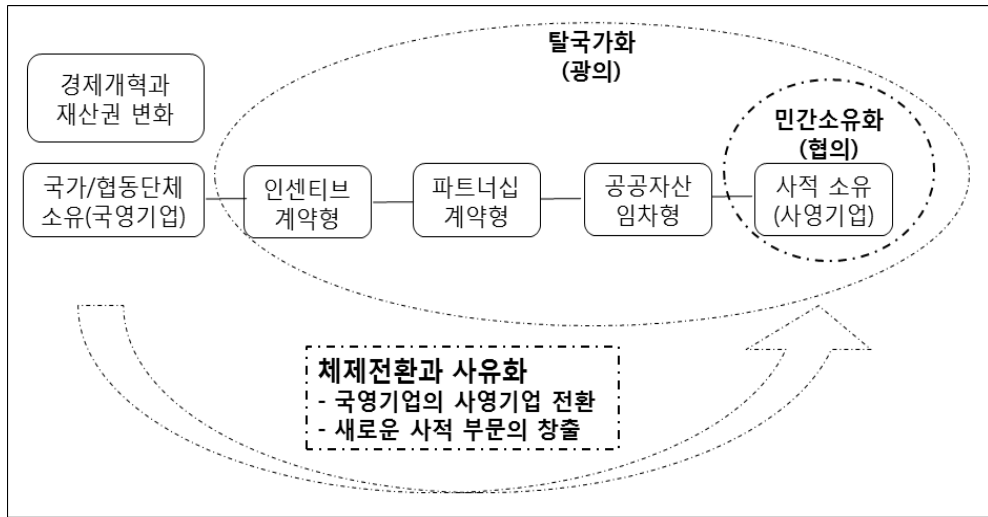 탈국가화
(광의)
경제개혁과
재산권 변화
민간소유화
(협의)
국가/협동단체
소유(국영기업)
인센티브
계약형
파트너십
계약형
공공자산
임차형
사적 소유
(사영기업)
체제전환과 사유화
- 국영기업의 사영기업 전환
- 새로운 사적 부문의 창출